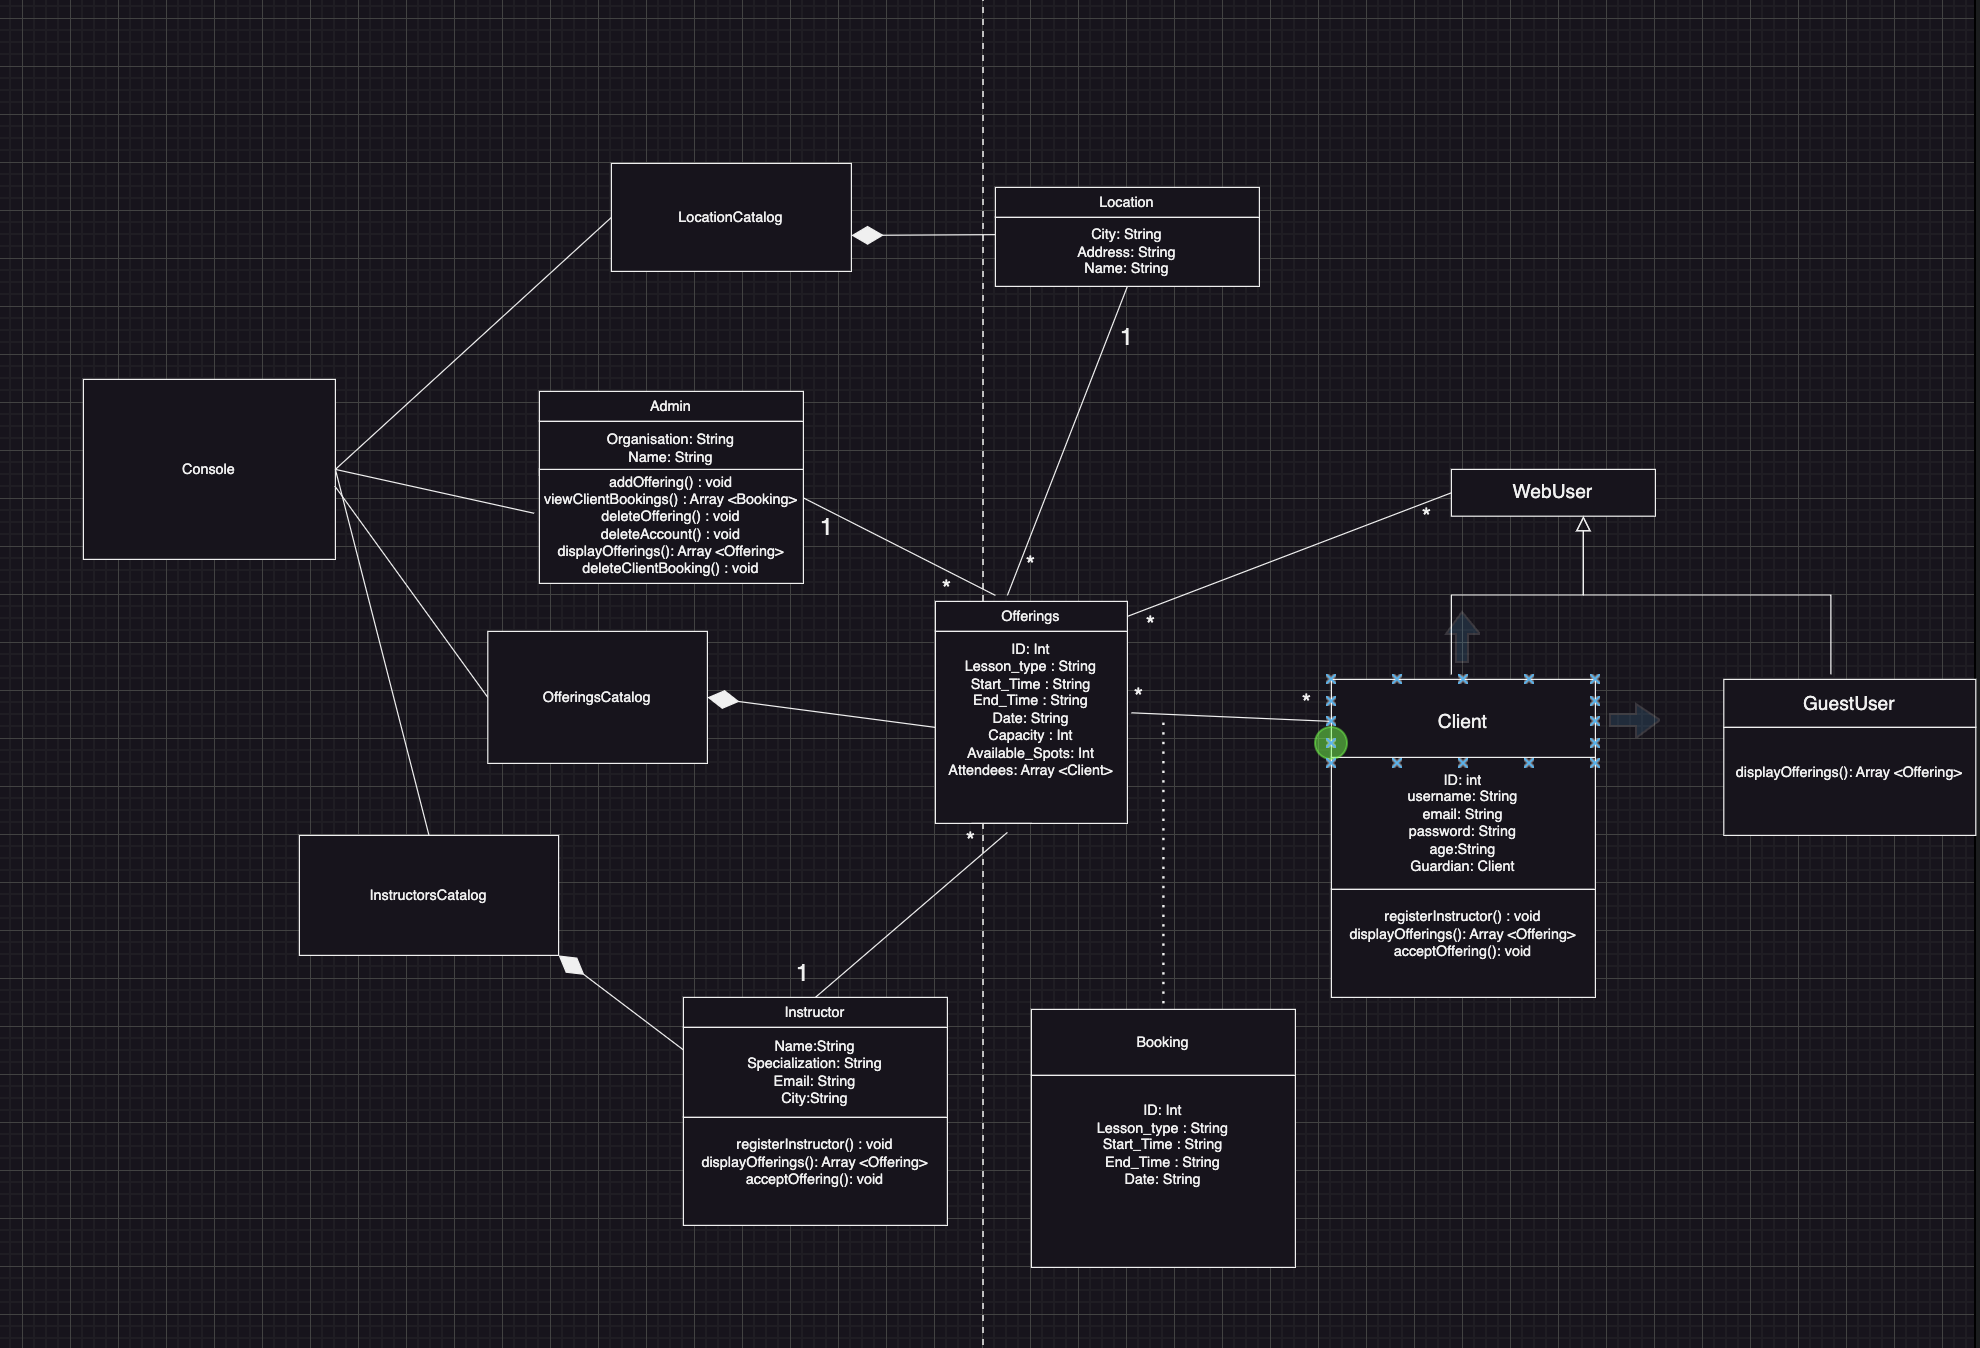 LocationCatalog
Location
City: String
Address: String
Name: String
1
Console
Admin
Organisation: String
Name: String
addOffering() : void
viewClientBookings() : Array <Booking>
deleteOffering() : void
deleteAccount() : void
displayOfferings(): Array <Offering>
deleteClientBooking() : void
1
*
*
WebUser
*
*
OfferingsCatalog
Offerings
ID: Int
Lesson_type : String
Start_Time : String
End_Time : String
Date: String
Capacity : Int
Available_Spots: Int
Attendees: Array <Client>
*
*
Client
ID: int
username: String
email: String
password: String
age:String
Guardian: Client
registerInstructor() : void
displayOfferings(): Array <Offering>
acceptOffering(): void
GuestUser
displayOfferings(): Array <Offering>
*
InstructorsCatalog
1
Instructor
Name:String
Specialization: String
Email: String
City:String
registerInstructor() : void
displayOfferings(): Array <Offering>
acceptOffering(): void
Booking
ID: Int
Lesson_type : String
Start_Time : String
End_Time : String
Date: String